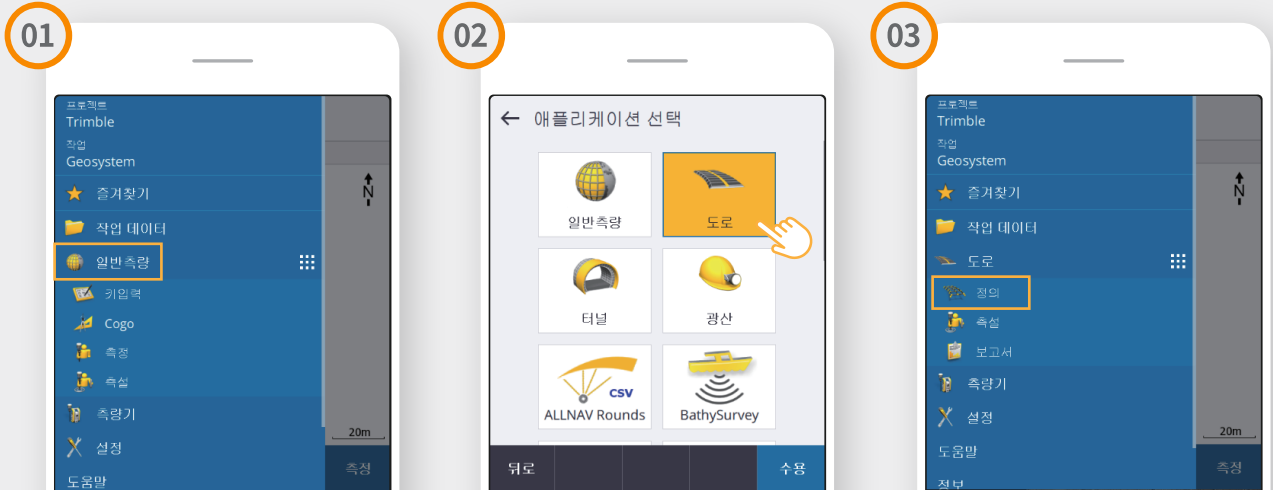 01
프로젝트
Trimble
작업
Geosystem
즐겨찾기
작업 데이터
일반측량
키입력
Cogo
측정
측설
측량기
설정
도움말
N
20m
측정
02
애플리케이션 선택
일반측량
도로
터널
광산
CSV
ALLNAV Rounds
BathySurvey
뒤로
수용
03
프로젝트
Trimble
작업
Geosystem
즐겨찾기
작업 데이터
도로
정의
측설
보고서
측량기
설정
도움말
정보
N
20m
측정